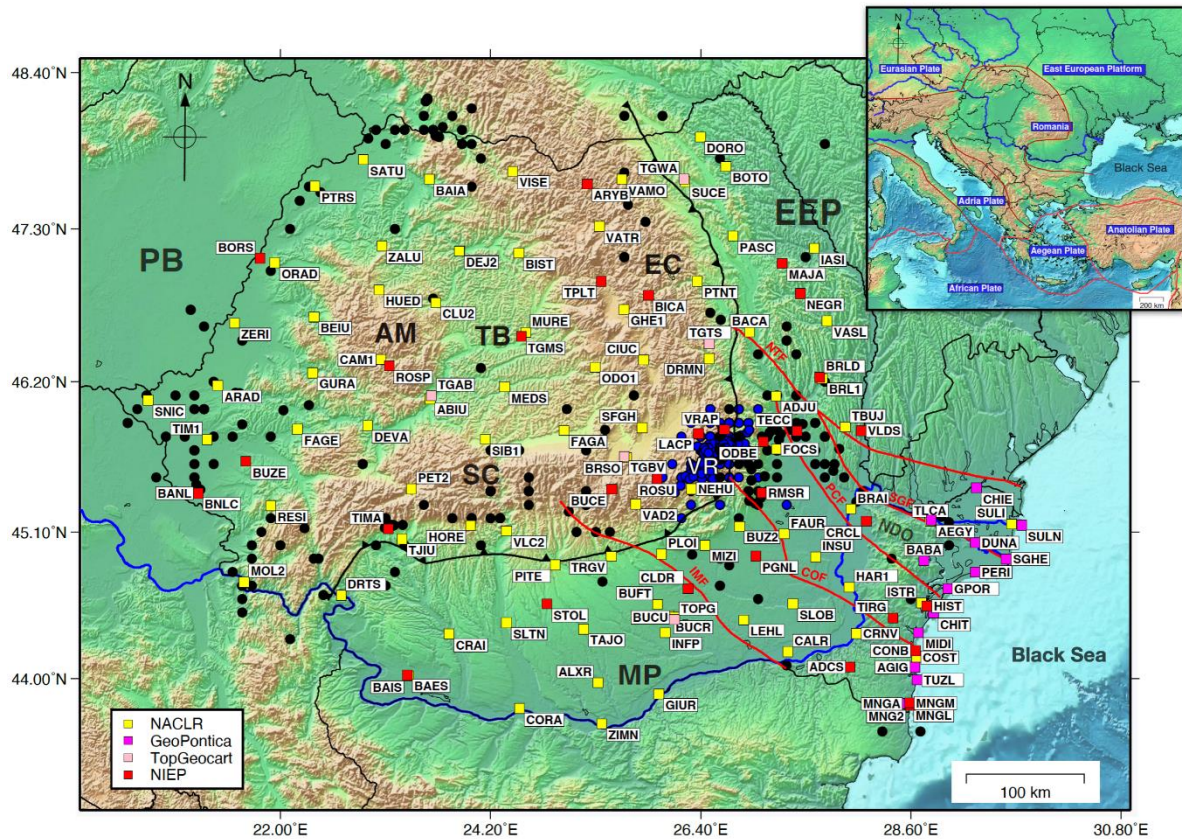 48.40°N
47.30°N
46.20°N
45.10°N
44.00°N
22.00°E
24.20°E
26.40°E
28.60°E
30.80°E
N
N
Eurasian Plate
East European Platform
Romania
Black Sea
Adria Plate
Anatolian Plate
Aegean Plate
African Plate
200 km
DORO
SATU
VISE
TGWA
BOTO
BAIA
ARYB
VAMO
SUCE
PTRS
EEP
VATR
PB
BORS
ZALU
DEJ2
BIST
EC
PASC
IASI
ORAD
MAJA
TPLT
BICA
PTNT
NEGR
HUED
CLU2
GHE1
ZERI
BEIU
AM
TB
MURE
BACA
VASL
TGMS
TGTS
NTF
CAM1
CIUC
DRMN
ROSP
ODO1
BRLD
GURA
TGAB
BRL1
ARAD
MEDS
ADJU
SNIC
ABIU
SFGH
VRAP
TECC
TBUJ
TIM1
FAGE
DEVA
FAGA
LACP
VLDS
SIB1
ODBE
FOCS
BUZE
BRSO
TGBV
VR
SC
PET2
ROSU
NEHU
RMSR
PCF
SGF
CHIE
BANL
BNLC
BUCE
BRAI
TLCA
SULI
RESI
VAD2
TIMA
FAUR
CRCL
NDO
AEGY
SULN
HORE
VLC2
BUZ2
TJIU
PLOI
MIZI
INSU
BABA
DUNA
SGHE
PITE
TRGV
PGNL
COF
PERI
MOL2
DRTS
CLDR
IMF
HAR1
GPOR
BUFT
TOPG
ISTR
HIST
STOL
SLOB
TIRG
CHIT
BUCU
BUCR
SLTN
LEHL
CRAI
TAJO
INFP
CRNV
MIDI
CALR
CONB
COST
ALXR
MP
ADCS
AGIG
TUZL
BAIS
BAES
GIUR
MNGA
MNGM
CORA
MNG2
MNGL
ZIMN
Black Sea
NACLR
GeoPontica
TopGeocart
NIEP
100 km